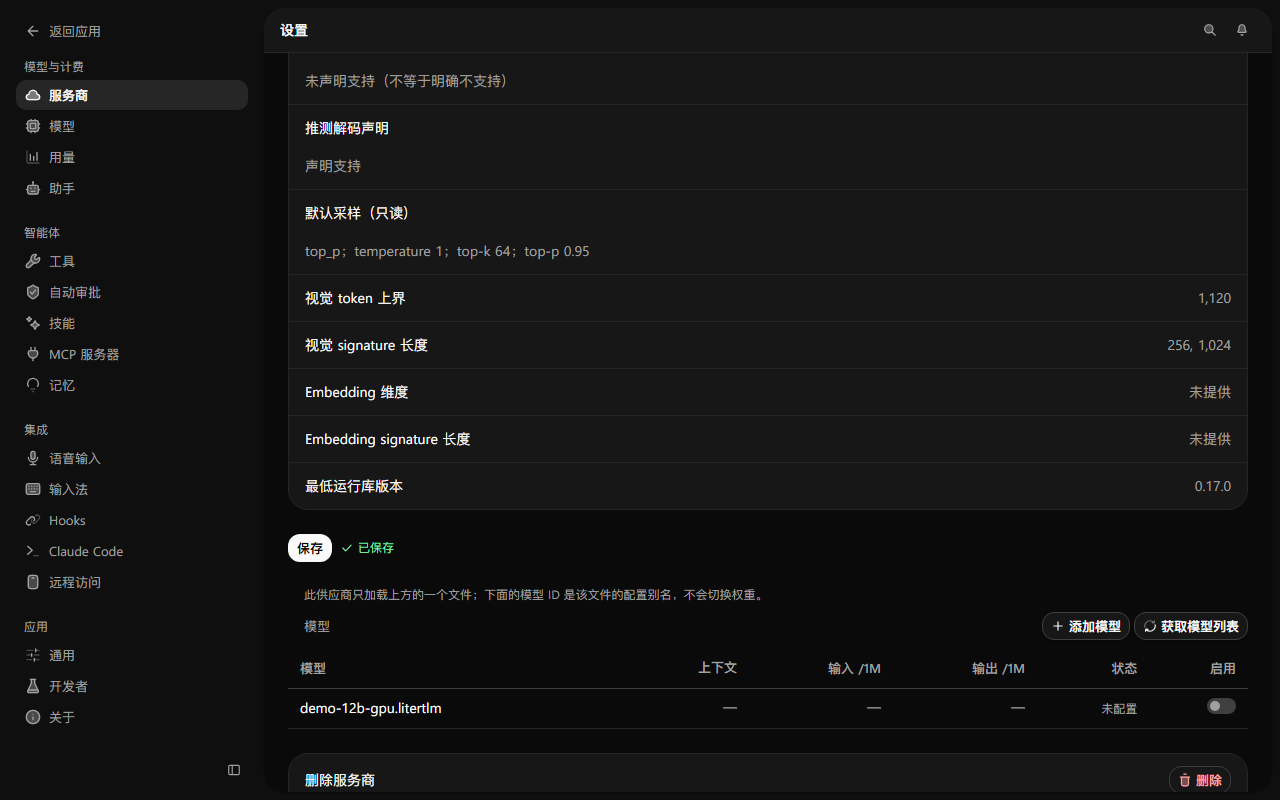 返回应用
模型与计费
服务商
模型
用量
助手
智能体
工具
自动审批
技能
MCP 服务器
记忆
集成
语音输入
输入法
Hooks
Claude Code
远程访问
应用
通用
开发者
关于
设置
未声明支持（不等于明确不支持）
推测解码声明
声明支持
默认采样（只读）
top_p；temperature 1；top-k 64；top-p 0.95
视觉 token 上界 1,120
视觉 signature 长度 256, 1,024
Embedding 维度 未提供
Embedding signature 长度 未提供
最低运行库版本 0.17.0
保存 已保存
此供应商只加载上方的一个文件；下面的模型 ID 是该文件的配置别名，不会切换权重。
模型 添加模型 获取模型列表
模型 上下文 输入 /1M 输出 /1M 状态 启用
demo-12b-gpu.litertlm — — — 未配置
删除服务商 删除